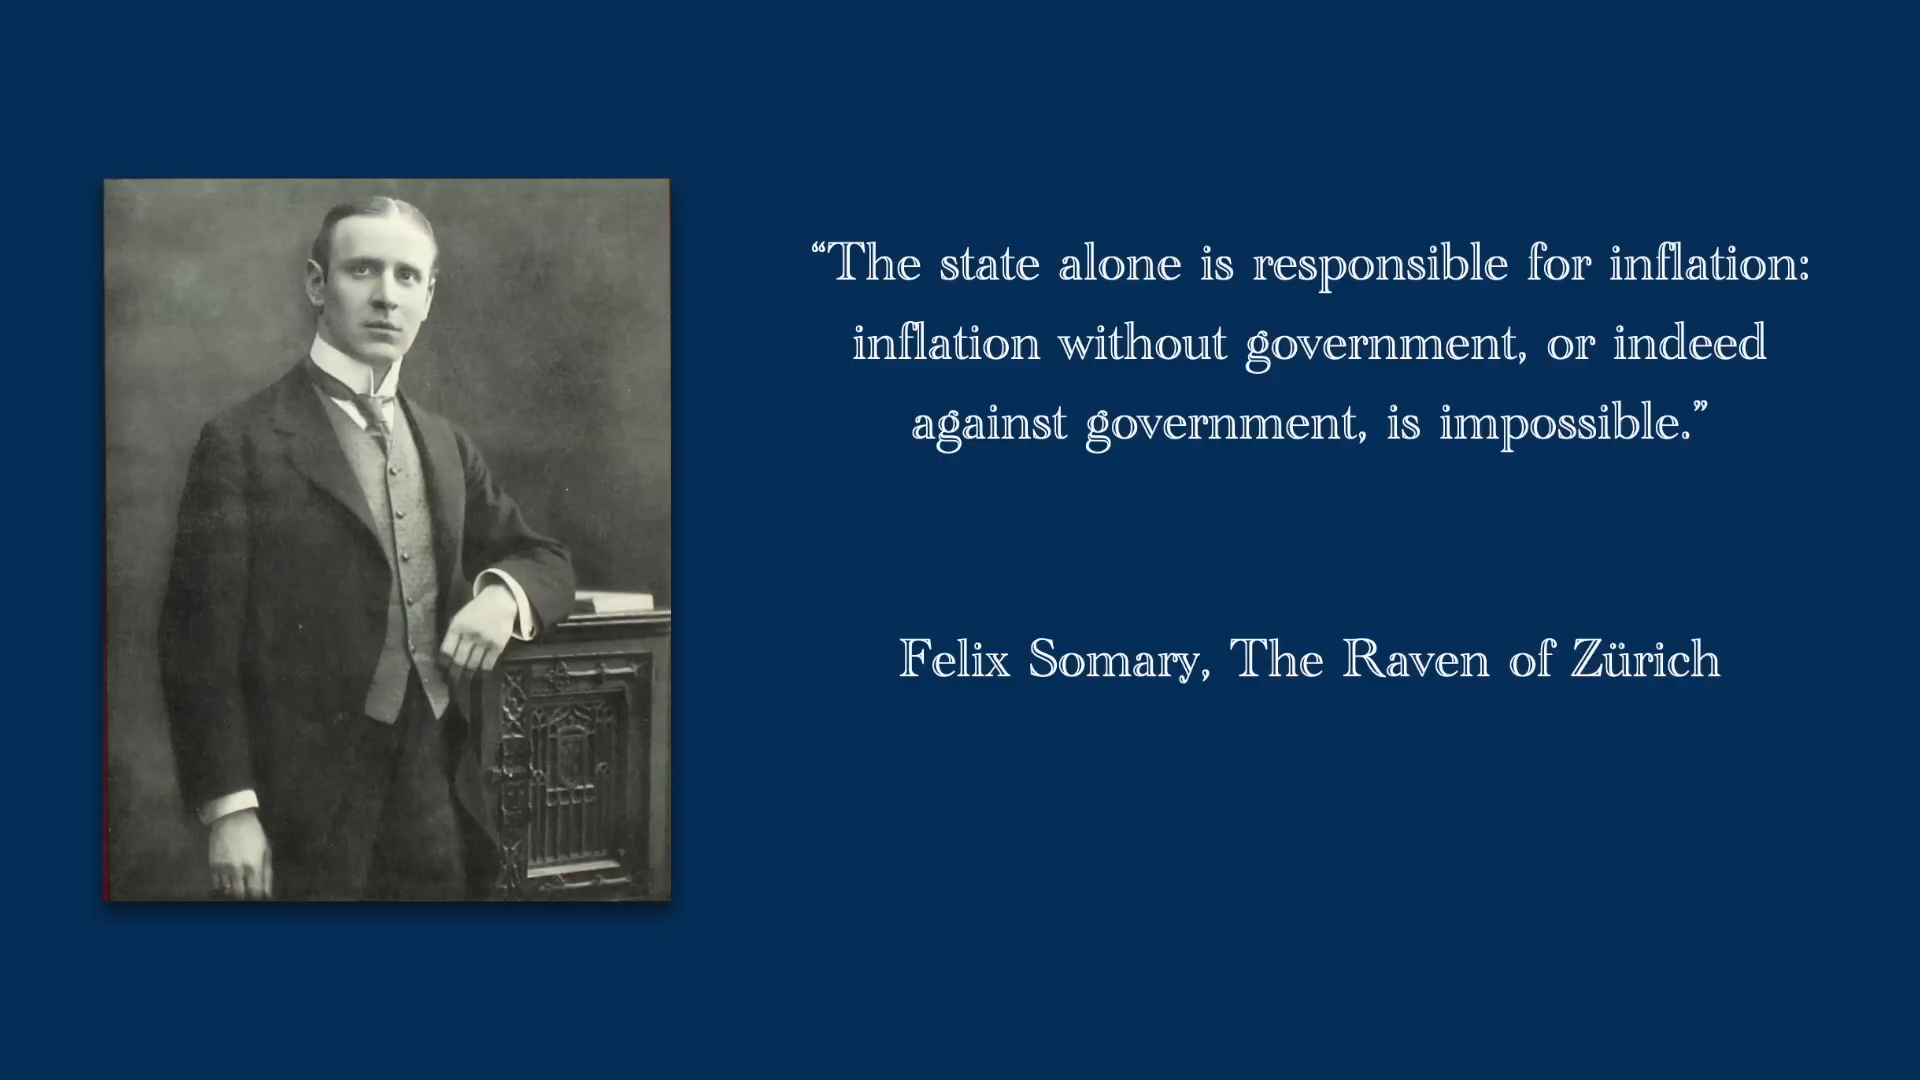 “The state alone is responsible for inflation:
inflation without government, or indeed
against government, is impossible.”
Felix Somary, The Raven of Zürich